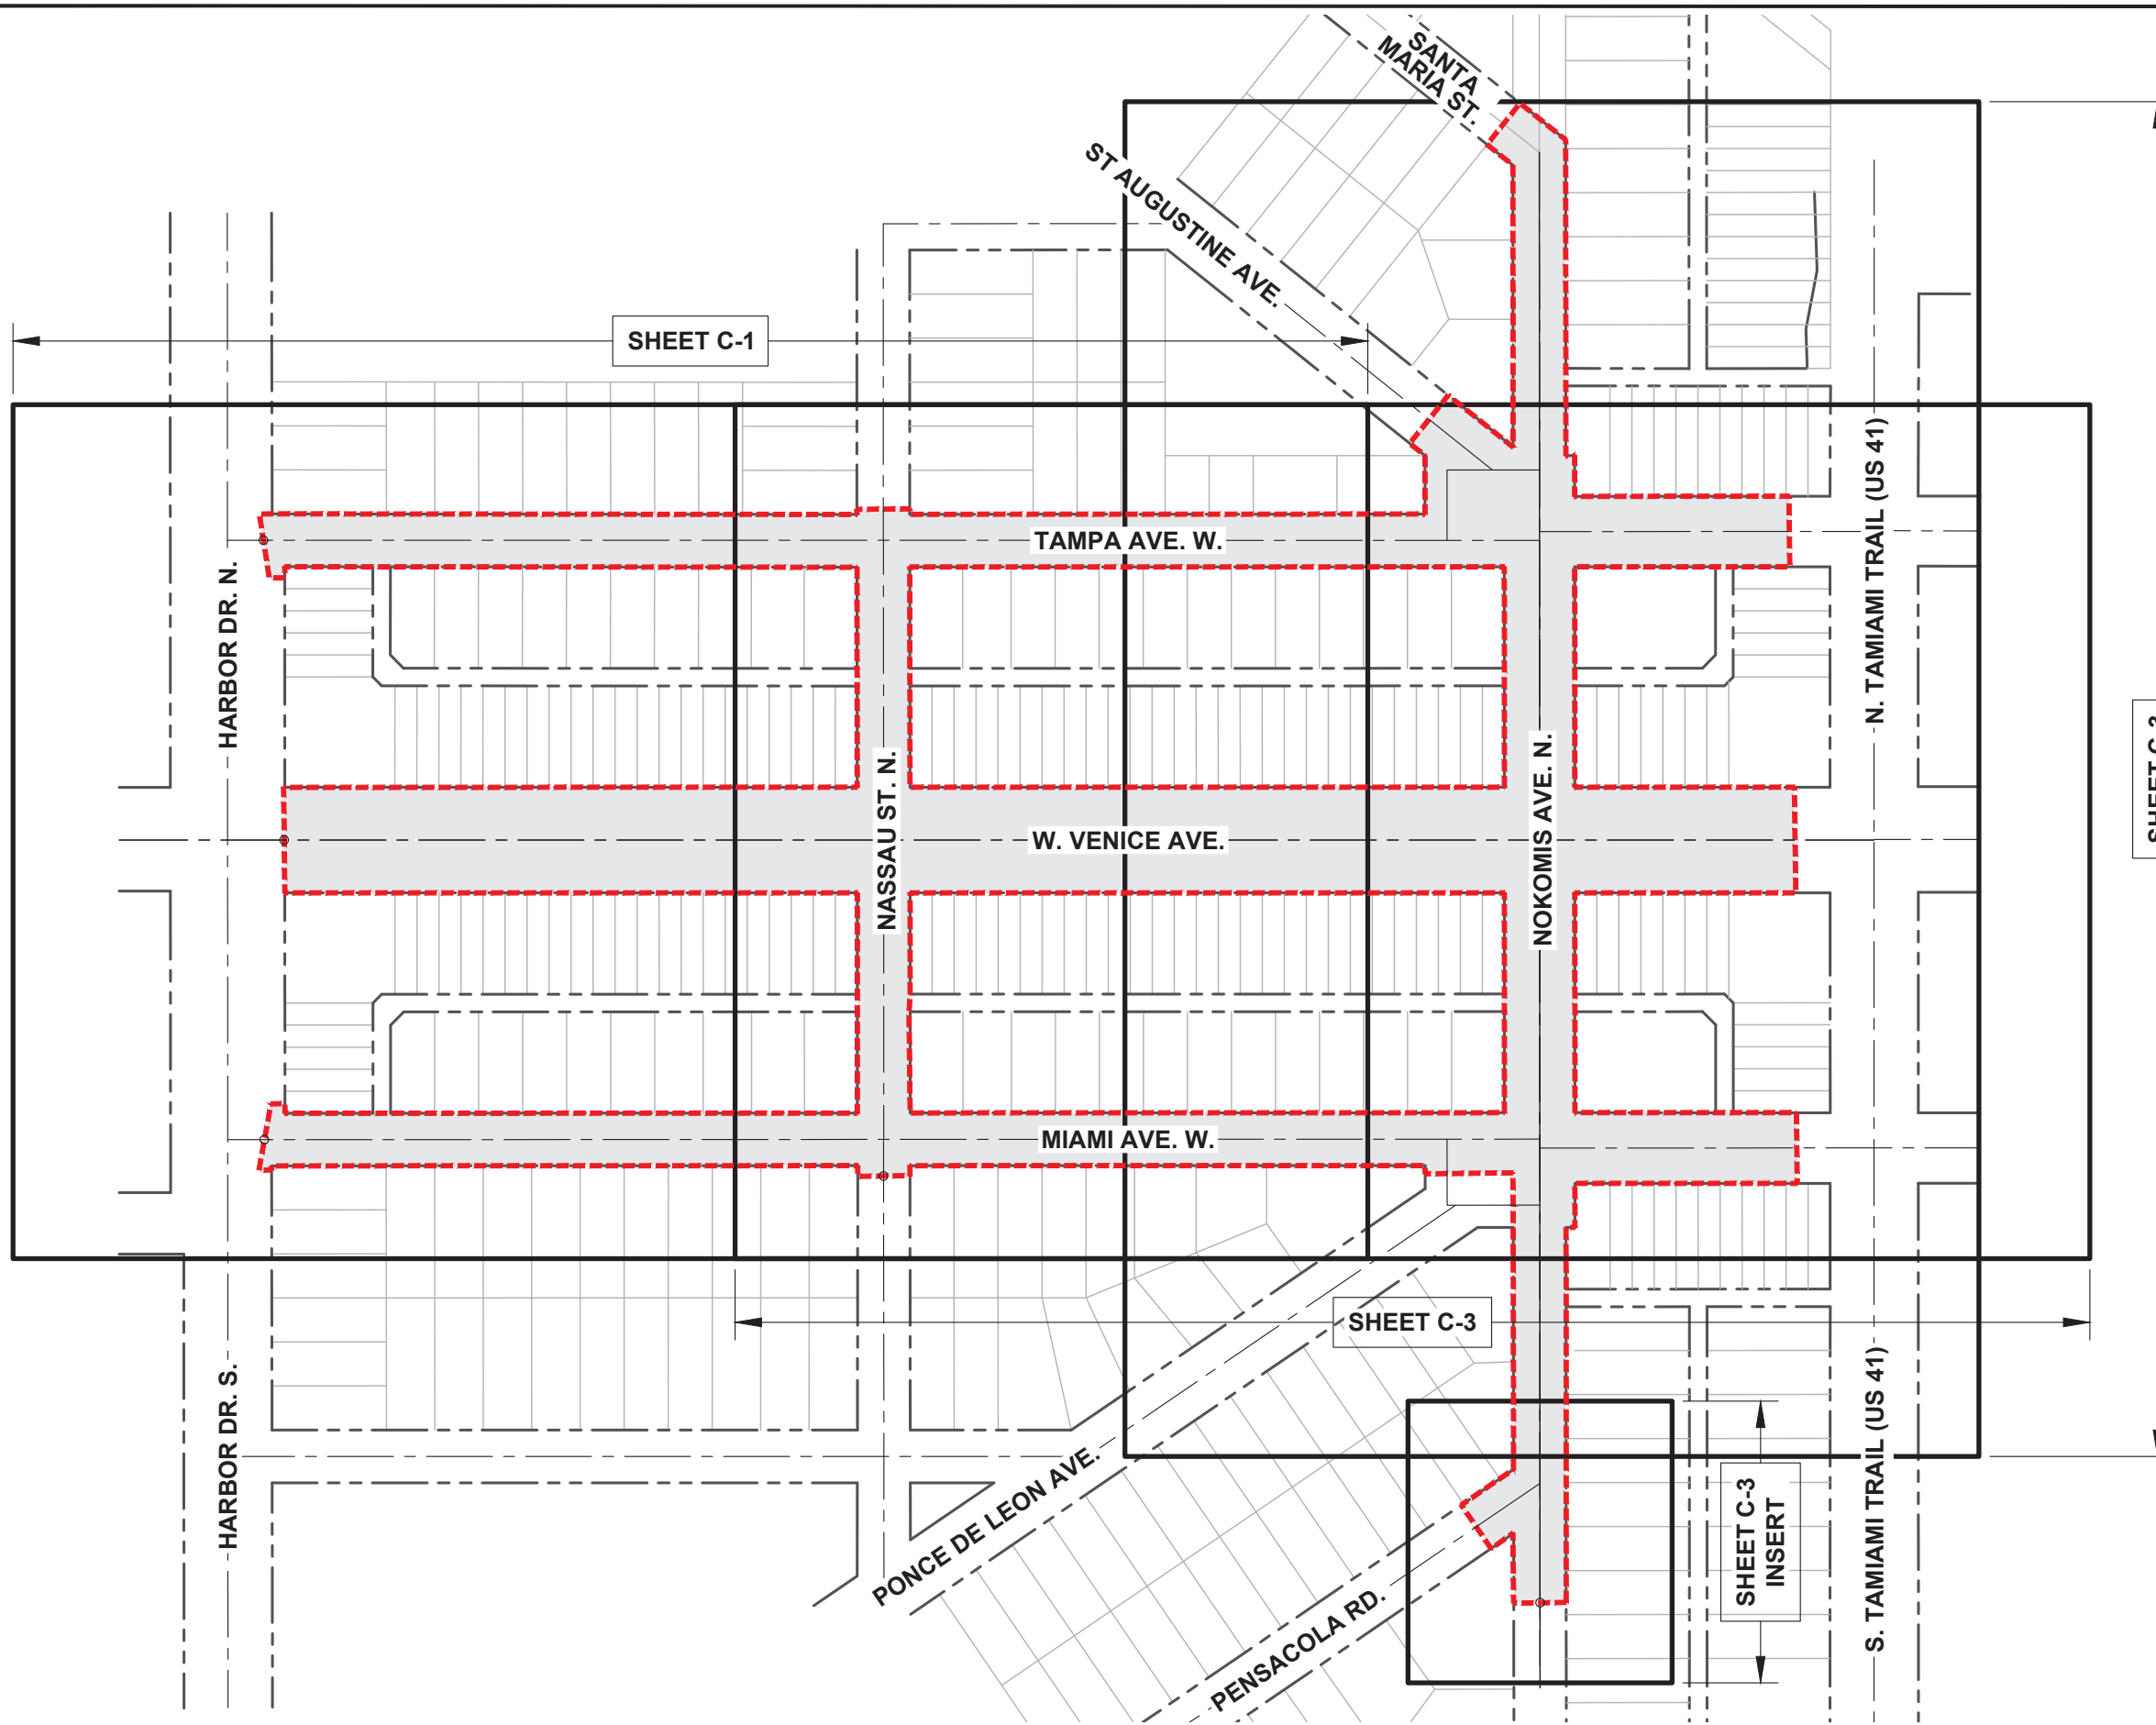 SANTA
MARIA ST.
ST AUGUSTINE AVE.
SHEET C-1
TAMPA AVE. W.
HARBOR DR. N.
N. TAMIAMI TRAIL (US 41)
NASSAU ST. N.
W. VENICE AVE.
NOKOMIS AVE. N.
MIAMI AVE. W.
SHEET C-3
HARBOR DR. S.
PONCE DE LEON AVE.
PENSACOLA RD.
SHEET C-3
INSERT
S. TAMIAMI TRAIL (US 41)